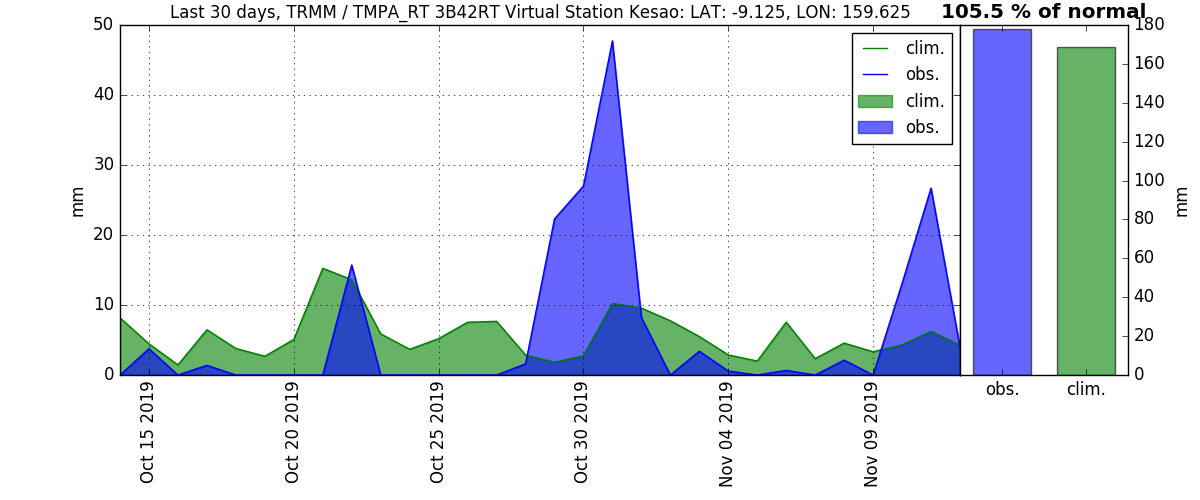 Last 30 days, TRMM / TMPA_RT 3B42RT Virtual Station Kesao: LAT: -9.125, LON: 159.625
105.5 % of normal
50
40
30
20
10
0
mm
clim.
obs.
clim.
obs.
180
160
140
120
100
80
60
40
20
0
mm
Oct 15 2019
Oct 20 2019
Oct 25 2019
Oct 30 2019
Nov 04 2019
Nov 09 2019
obs.
clim.